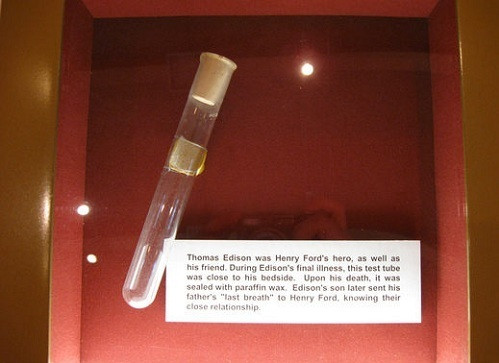 Thomas Edison was Henry Ford's hero, as well as
his friend. During Edison's final illness, this test tube
was close to his bedside. Upon his death, it was
sealed with paraffin wax. Edison's son later sent his
father's "last breath" to Henry Ford, knowing their
close relationship.